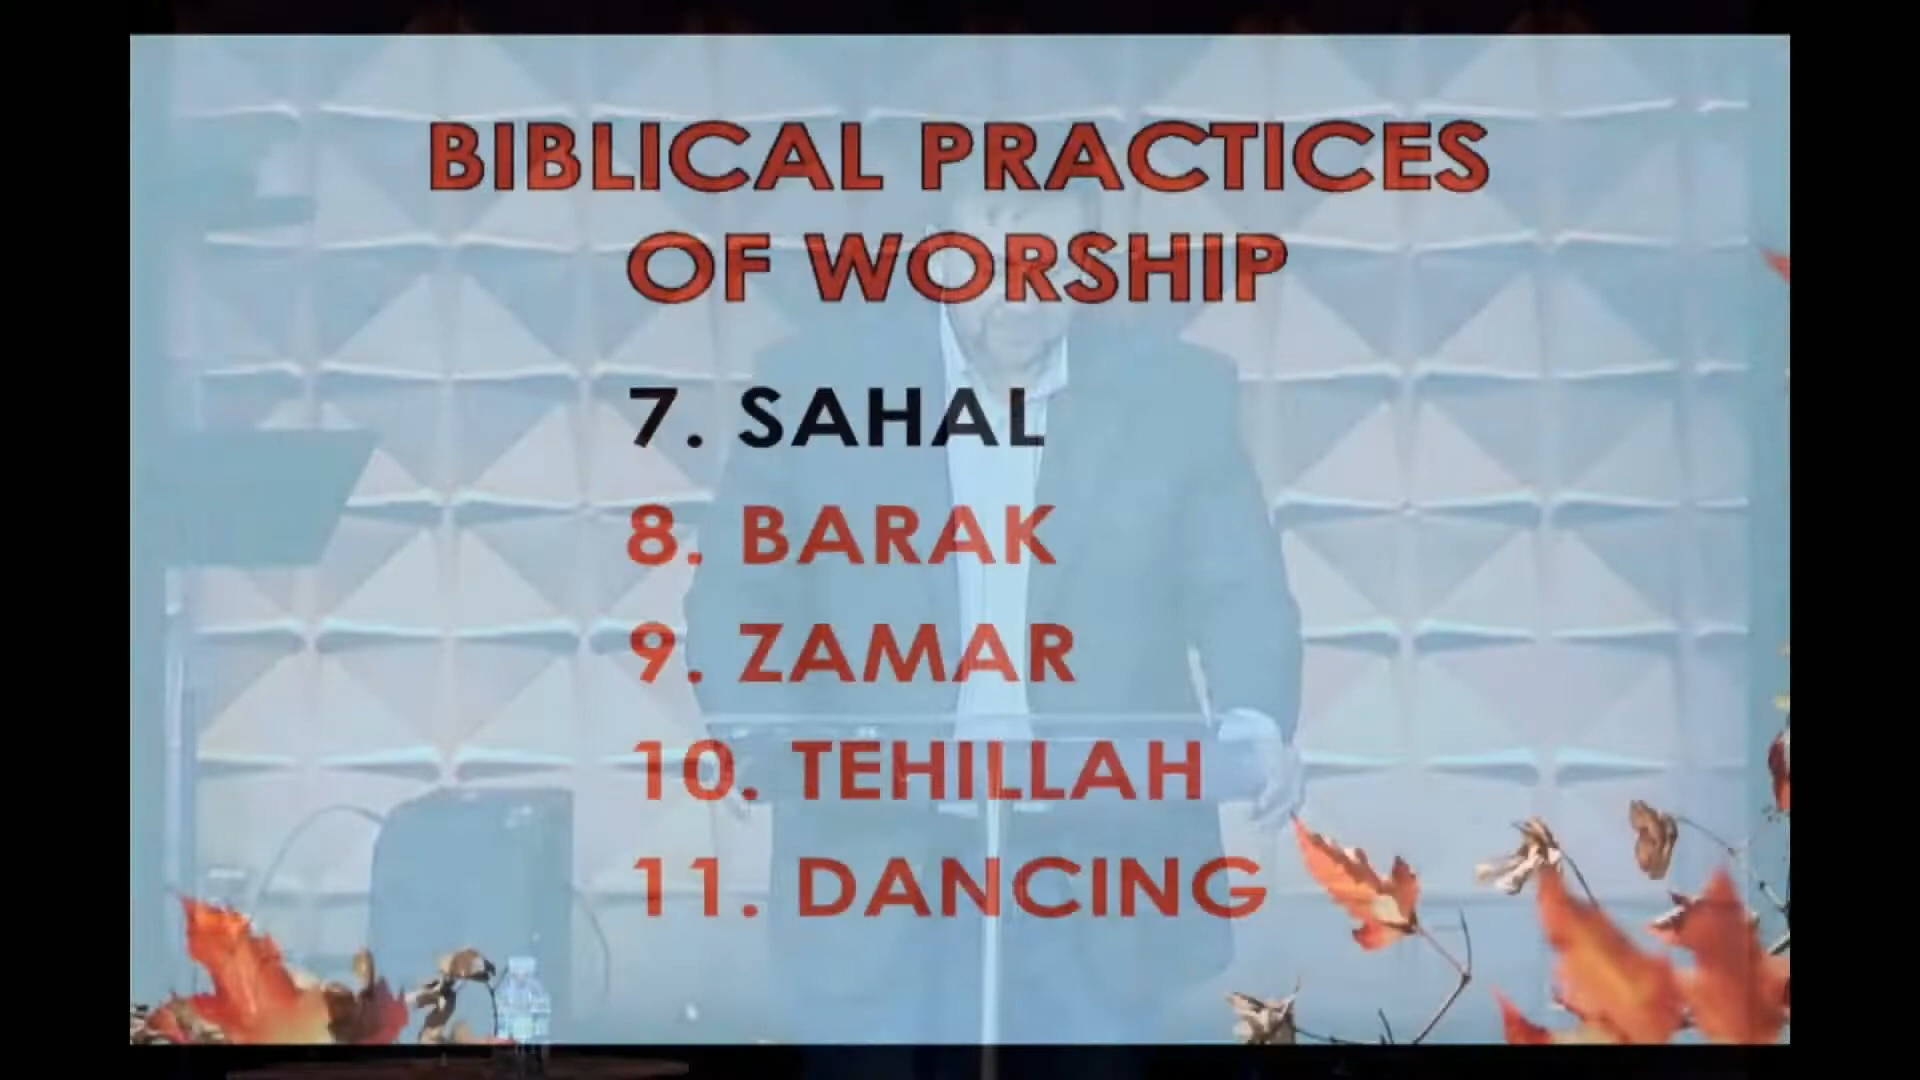 BIBLICAL PRACTICES
OF WORSHIP
7. SAHAL
8. BARAK
9. ZAMAR
10. TEHILLAH
11. DANCING